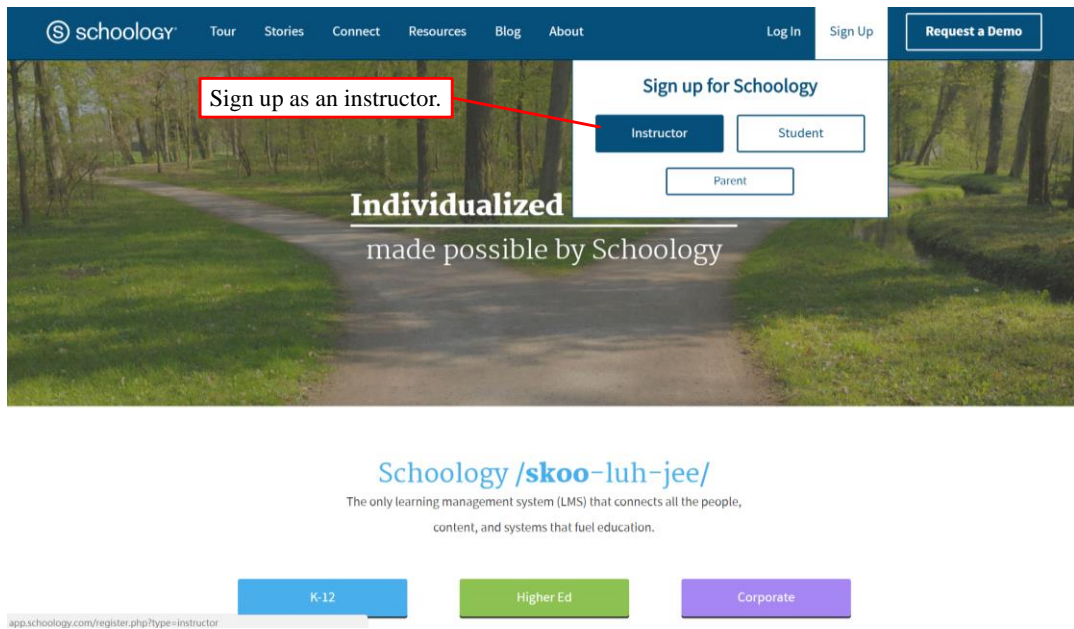 schoology Tour Stories Connect Resources Blog About Log In Sign Up Request a Demo
Sign up for Schoology
Sign up as an instructor.
Instructor Student
Parent
Individualized
made possible by Schoology
Schoology /skoo-luh-jee/
The only learning management system (LMS) that connects all the people,
content, and systems that fuel education.
K-12 Higher Ed Corporate
app.schoology.com/register.php?type=instructor